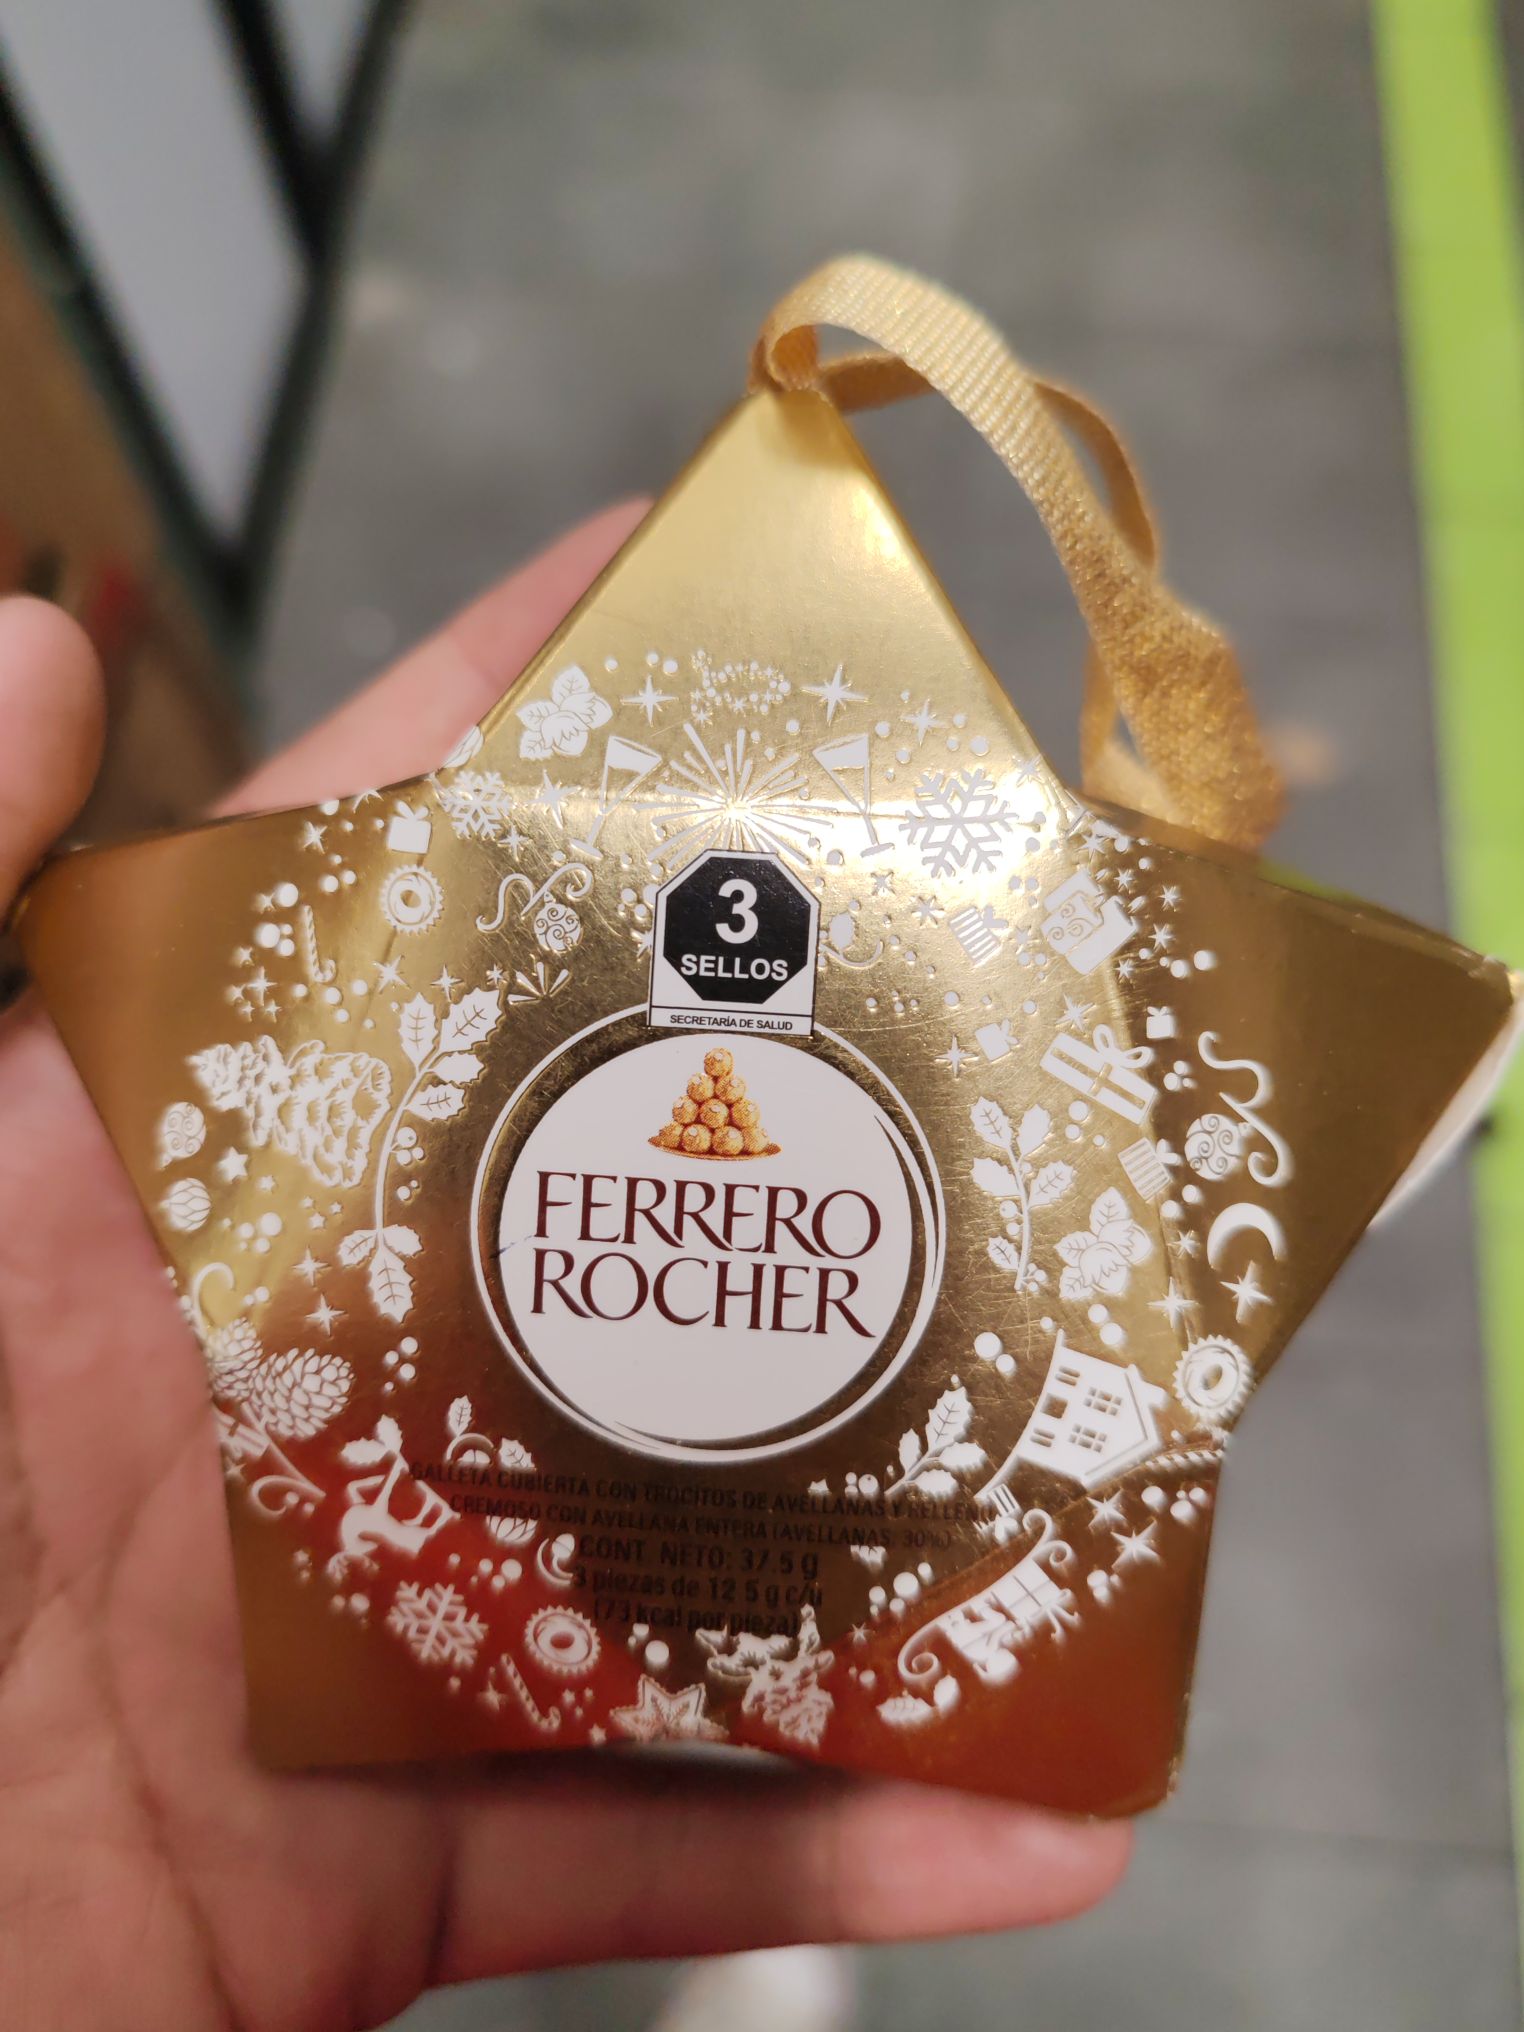 3
SELLOS
SECRETARÍA DE SALUD
FERRERO
ROCHER
GALLETA CUBIERTA CON TROCITOS DE AVELLANAS Y RELLENO
CREMOSO CON AVELLANA ENTERA (AVELLANAS: 30%)
CONT. NETO: 37.5 g
3 piezas de 12.5 g c/u
(73 kcal por pieza)